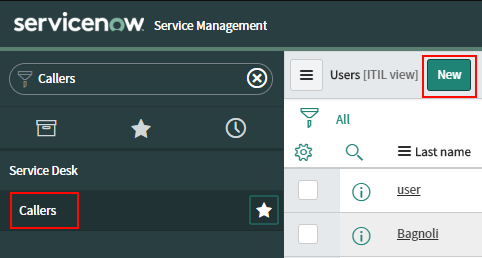 servicenow Service Management
Callers
Users [ITIL view] New
All
Last name
Service Desk
user
Callers
Bagnoli